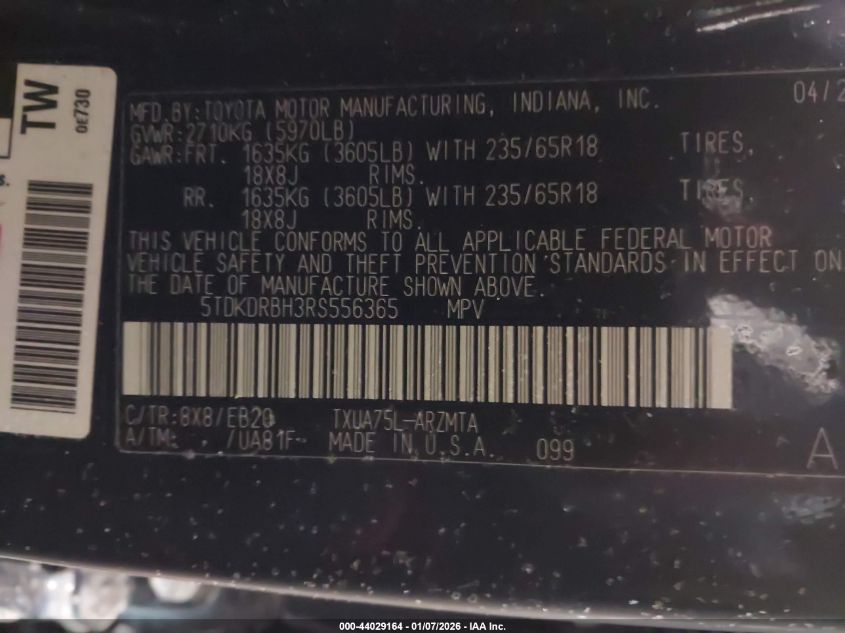 TW
OE730
s.
MFD.BY:TOYOTA MOTOR MANUFACTURING, INDIANA, INC. 04/2
GVWR:2710KG (5970LB)
GAWR:FRT. 1635KG (3605LB) WITH 235/65R18 TIRES,
18X8J RIMS.
RR. 1635KG (3605LB) WITH 235/65R18 TIRES,
18X8J RIMS.
THIS VEHICLE CONFORMS TO ALL APPLICABLE FEDERAL MOTOR
VEHICLE SAFETY AND THEFT PREVENTION STANDARDS IN EFFECT ON
THE DATE OF MANUFACTURE SHOWN ABOVE.
5TDKDRBH3RS556365 MPV
C/TR:8X8/EB20 TXUA75L-ARZMTA
A/TM: /UA81F MADE IN U.S.A. 099
A
000-44029164 - 01/07/2026 - IAA Inc.